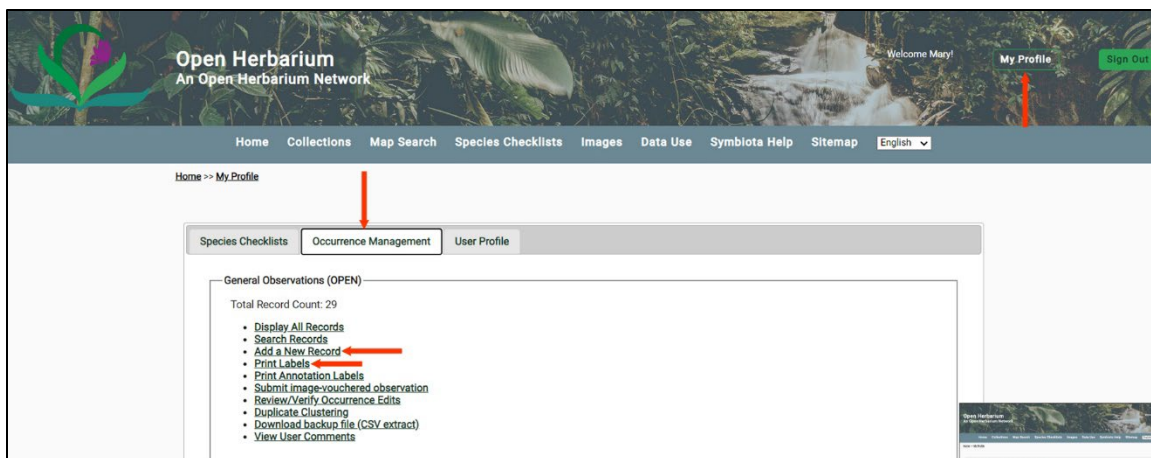 Open Herbarium
An Open Herbarium Network
Welcome Mary!
My Profile
Sign Out
Home Collections Map Search Species Checklists Images Data Use Symbiota Help Sitemap English
Home >> My Profile
Species Checklists Occurrence Management User Profile
General Observations (OPEN)
Total Record Count: 29
Display All Records
Search Records
Add a New Record
Print Labels
Print Annotation Labels
Submit image-vouchered observation
Review/Verify Occurrence Edits
Duplicate Clustering
Download backup file (CSV extract)
View User Comments
Open Herbarium